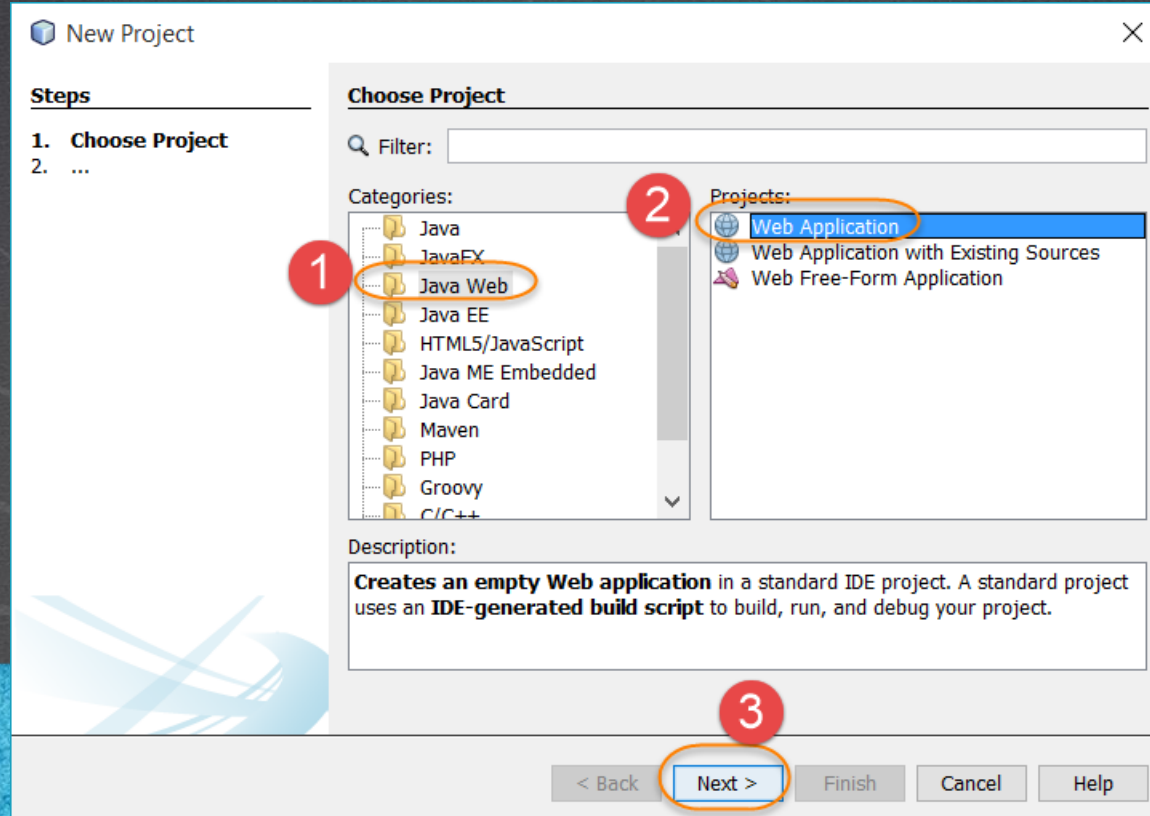 New Project
Steps
1. Choose Project
2. ...
Choose Project
Filter:
Categories:
Java
JavaFX
Java Web
Java EE
HTML5/JavaScript
Java ME Embedded
Java Card
Maven
PHP
Groovy
C/C++
1
2
Projects:
Web Application
Web Application with Existing Sources
Web Free-Form Application
Description:
Creates an empty Web application in a standard IDE project. A standard project
uses an IDE-generated build script to build, run, and debug your project.
3
< Back
Next >
Finish
Cancel
Help